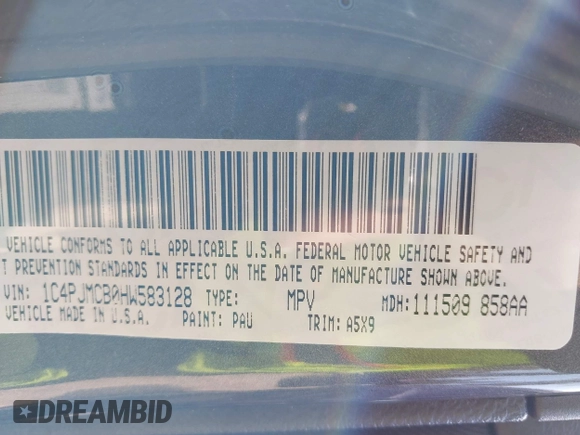 VEHICLE CONFORMS TO ALL APPLICABLE U.S.A. FEDERAL MOTOR VEHICLE SAFETY AND
T PREVENTION STANDARDS IN EFFECT ON THE DATE OF MANUFACTURE SHOWN ABOVE.
VIN: 1C4PJMCB0HW583128 TYPE: MPV MDH: 111509 858AA
VEHICLE MADE IN U.S.A. PAINT: PAU TRIM: A5X9
DREAMBID